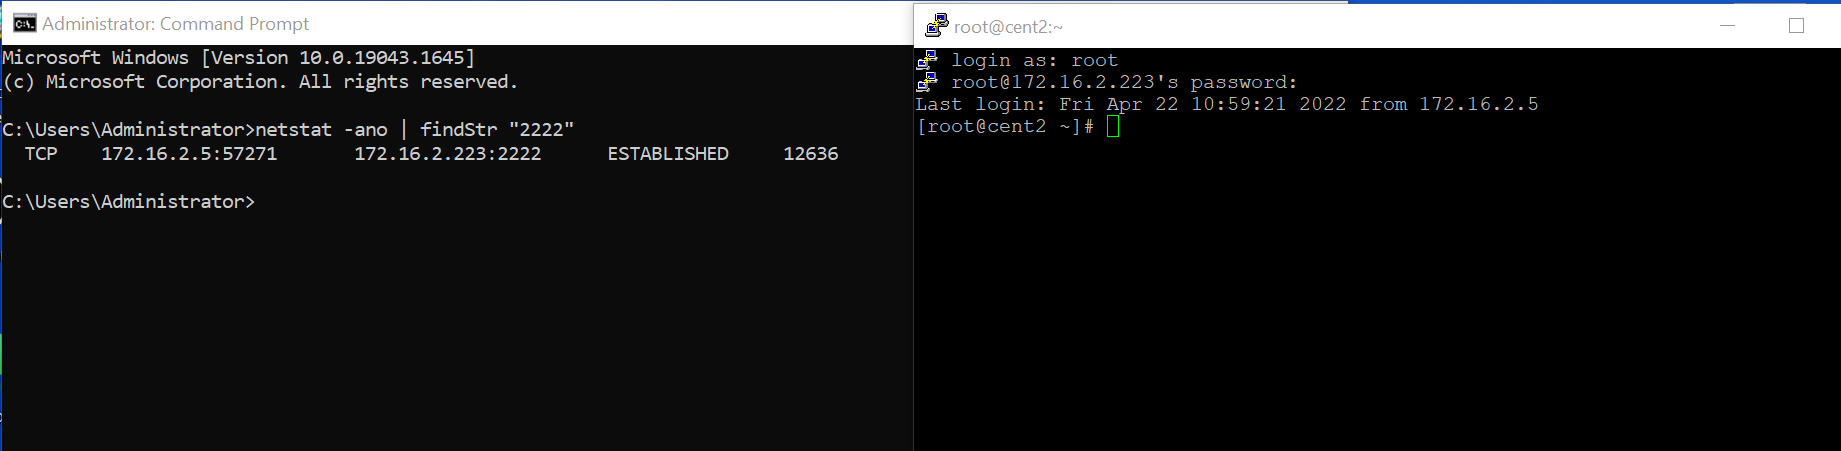 Administrator: Command Prompt
Microsoft Windows [Version 10.0.19043.1645]
(c) Microsoft Corporation. All rights reserved.
C:\Users\Administrator>netstat -ano | findStr "2222"
TCP    172.16.2.5:57271       172.16.2.223:2222      ESTABLISHED     12636
C:\Users\Administrator>
root@cent2:~
login as: root
root@172.16.2.223's password:
Last login: Fri Apr 22 10:59:21 2022 from 172.16.2.5
[root@cent2 ~]#